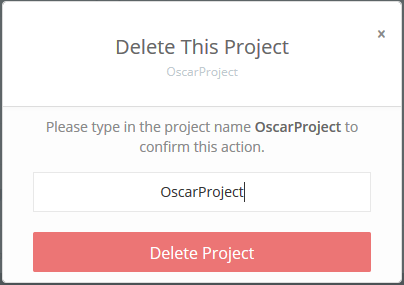 ×
Delete This Project
OscarProject
Please type in the project name OscarProject to
confirm this action.
OscarProject
Delete Project